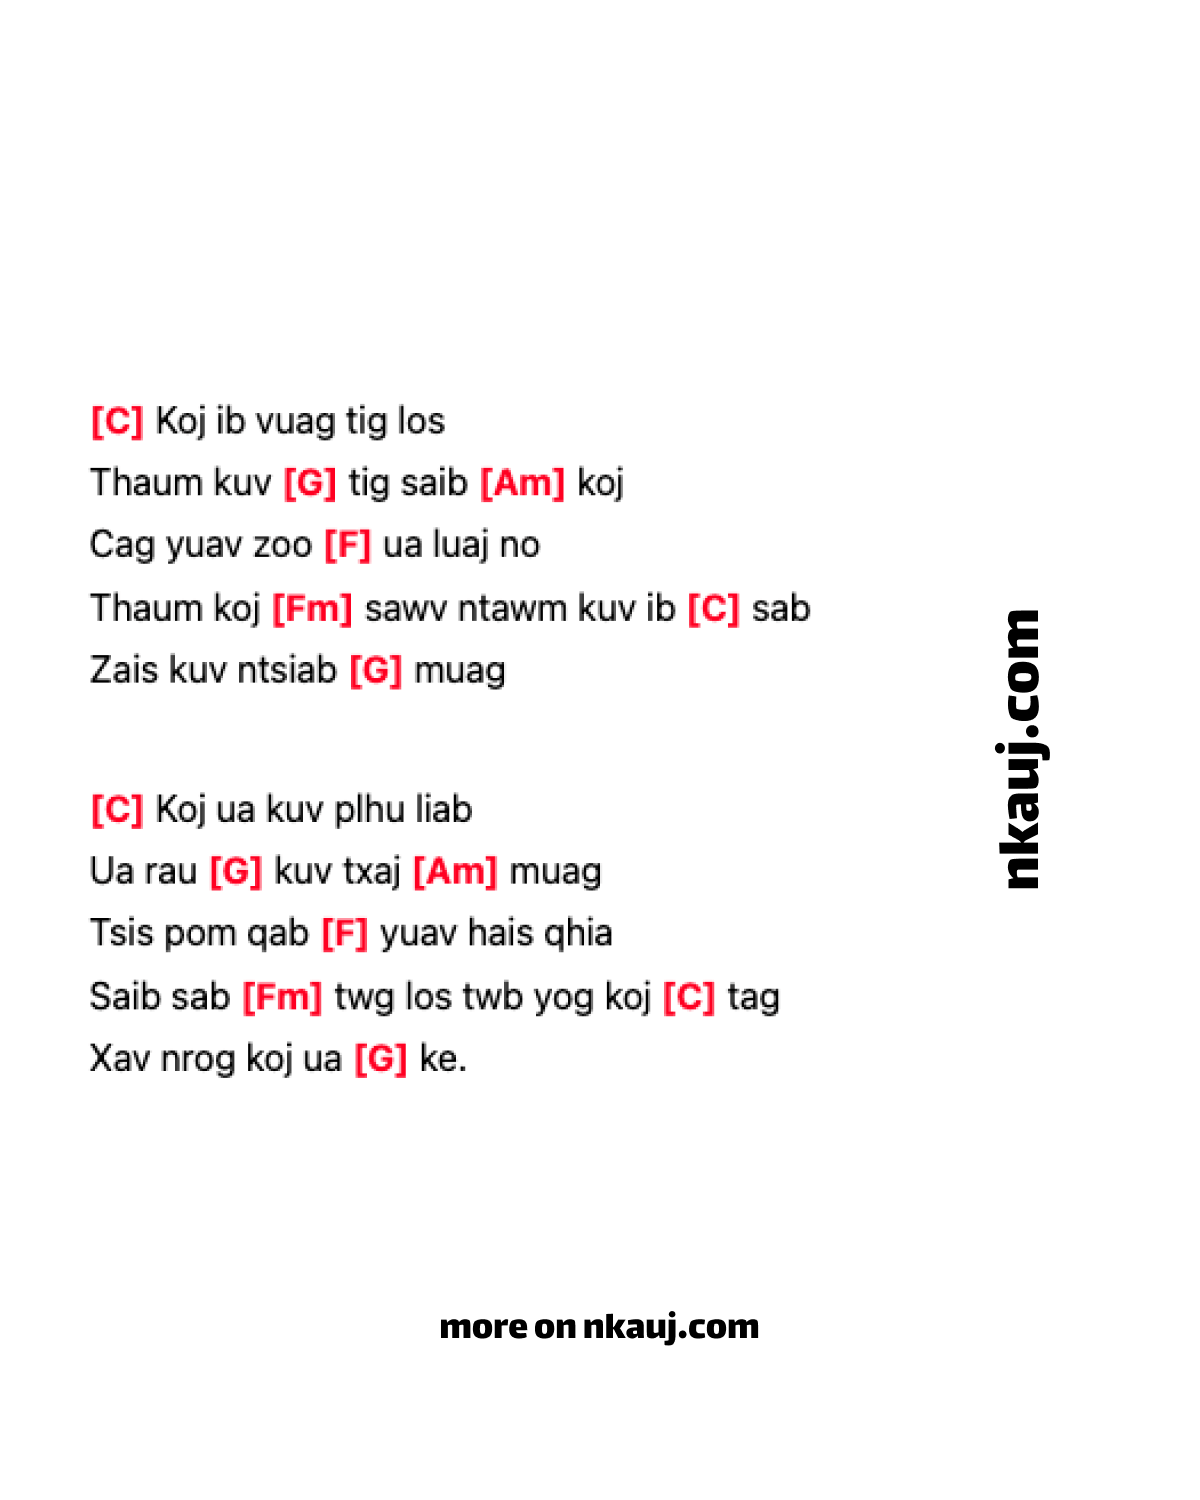 [C] Koj ib vuag tig los
Thaum kuv [G] tig saib [Am] koj
Cag yuav zoo [F] ua luaj no
Thaum koj [Fm] sawv ntawm kuv ib [C] sab
Zais kuv ntsiab [G] muag
[C] Koj ua kuv plhu liab
Ua rau [G] kuv txaj [Am] muag
Tsis pom qab [F] yuav hais qhia
Saib sab [Fm] twg los twb yog koj [C] tag
Xav nrog koj ua [G] ke.
nkauj.com
more on nkauj.com